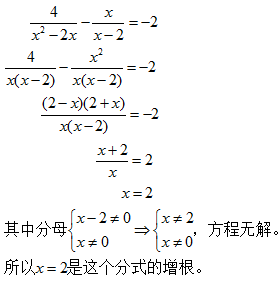 4/(x²−2x) − x/(x−2) = −2
4/(x(x−2)) − x²/(x(x−2)) = −2
(2−x)(2+x)/(x(x−2)) = −2
(x+2)/x = 2
x = 2
其中分母{x−2≠0, x≠0 ⇒ {x≠2, x≠0, 方程无解。
所以x=2是这个分式的增根。